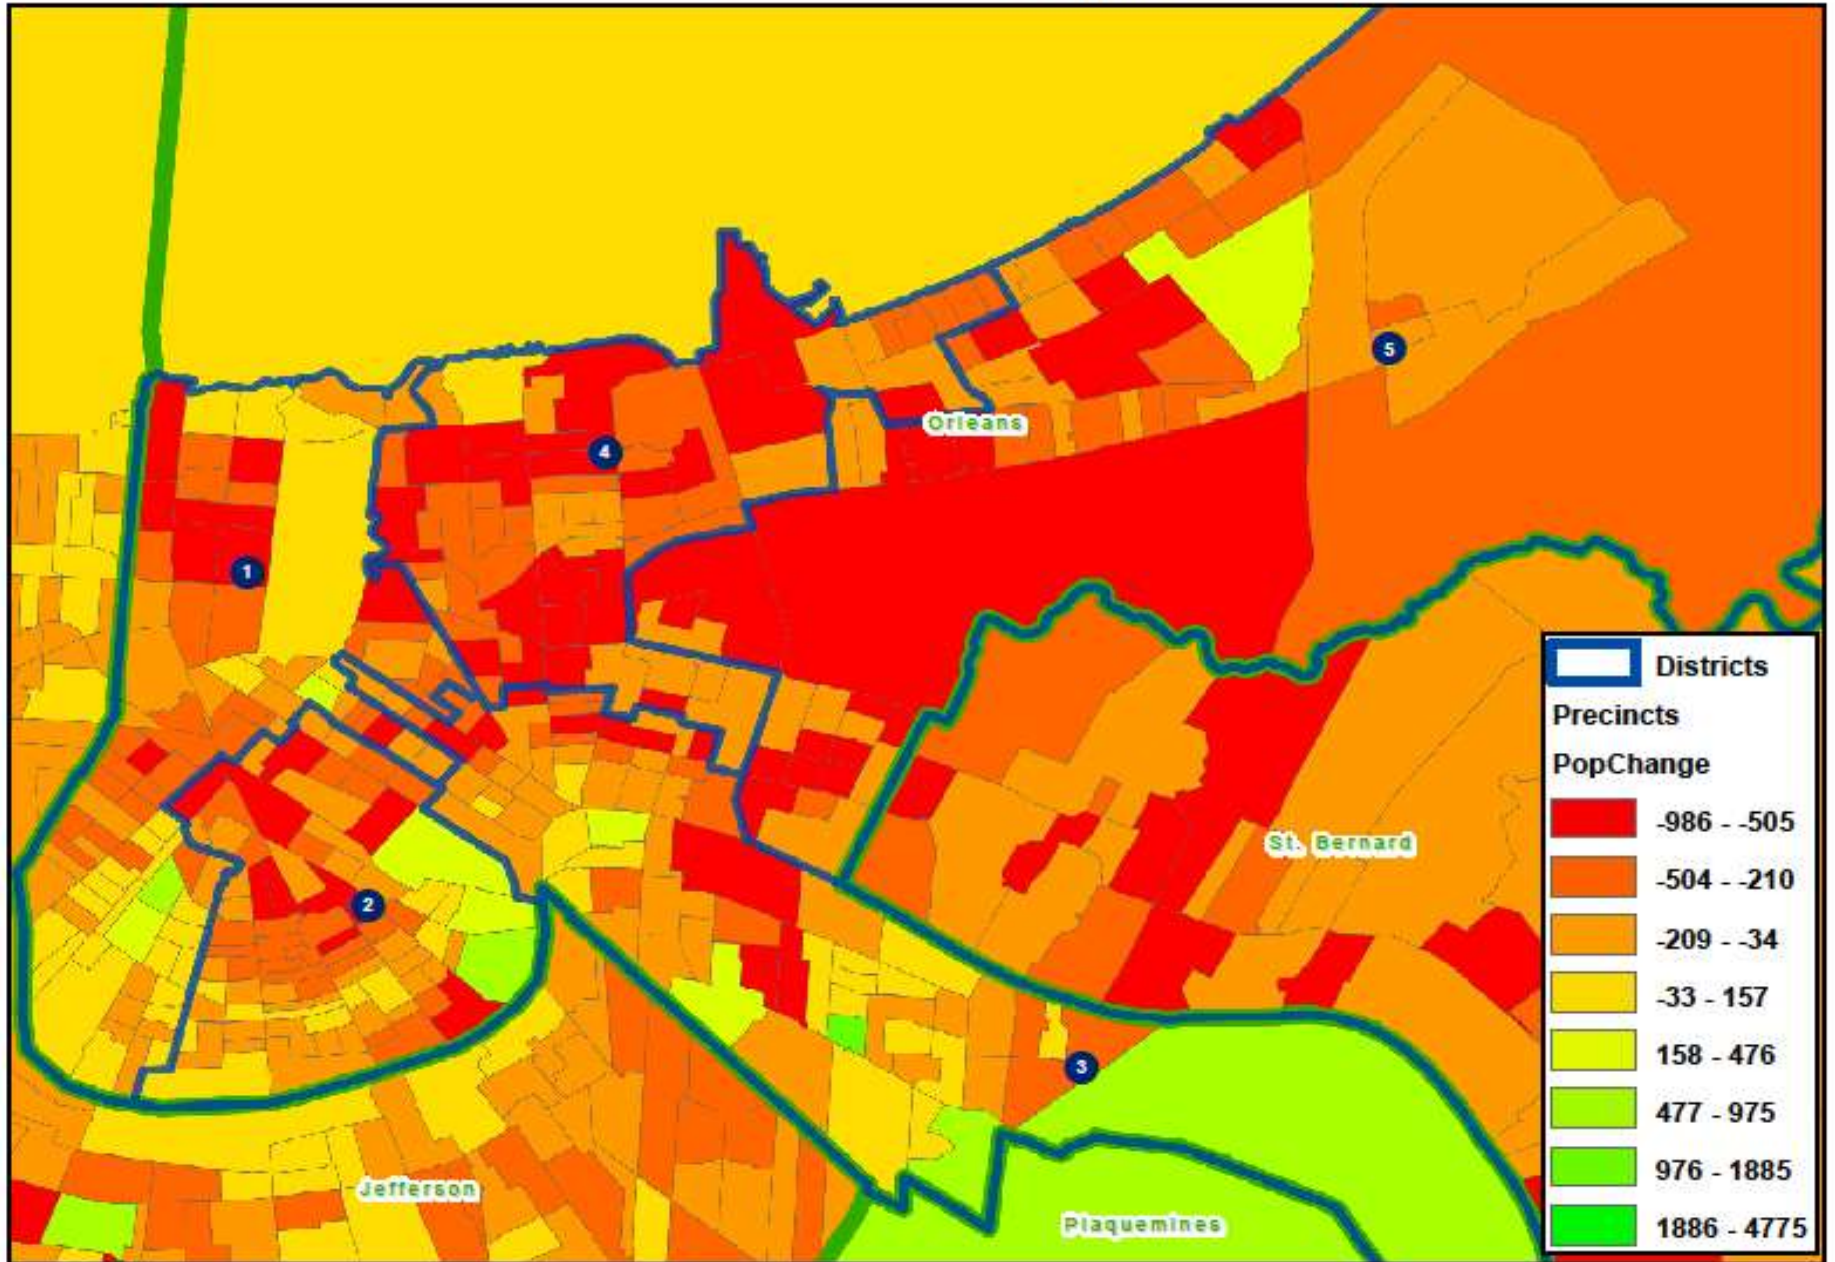 5
Orleans
4
1
Districts
Precincts
PopChange
-986 - -505
St. Bernard
-504 - -210
2
-209 - -34
-33 - 157
158 - 476
3
477 - 975
976 - 1885
Jefferson
Plaquemines
1886 - 4775